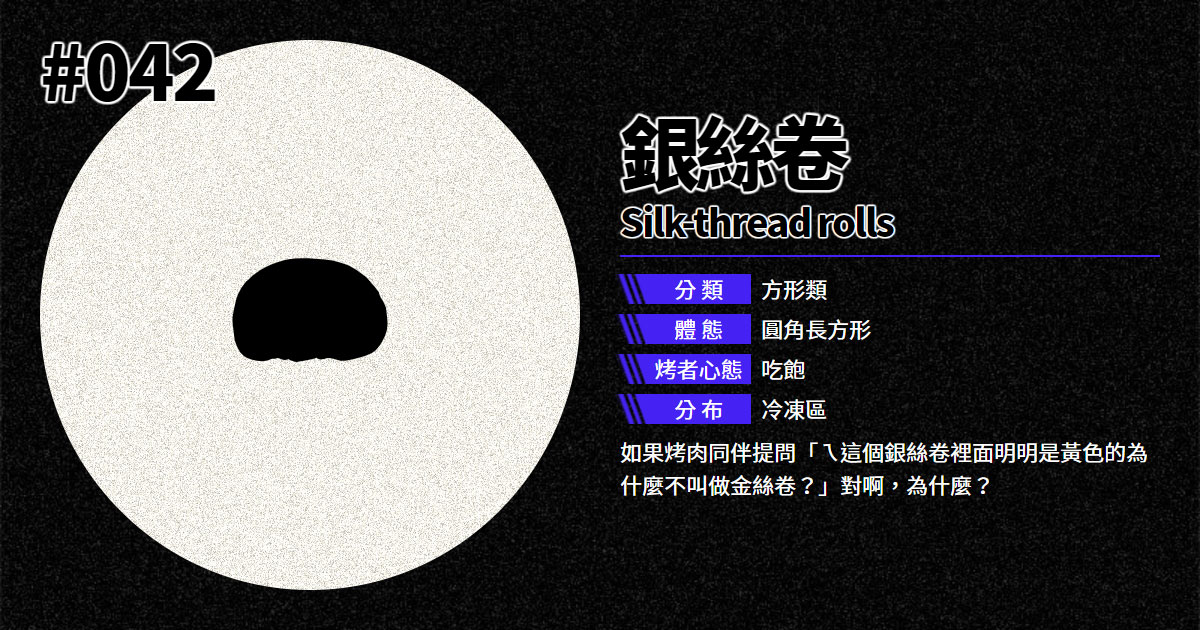 #042
銀絲卷
Silk-thread rolls
分類 方形類
體態 圓角長方形
烤者心態 吃飽
分布 冷凍區
如果烤肉同伴提問「ㄟ這個銀絲卷裡面明明是黃色的為
什麼不叫做金絲卷？」對啊，為什麼？